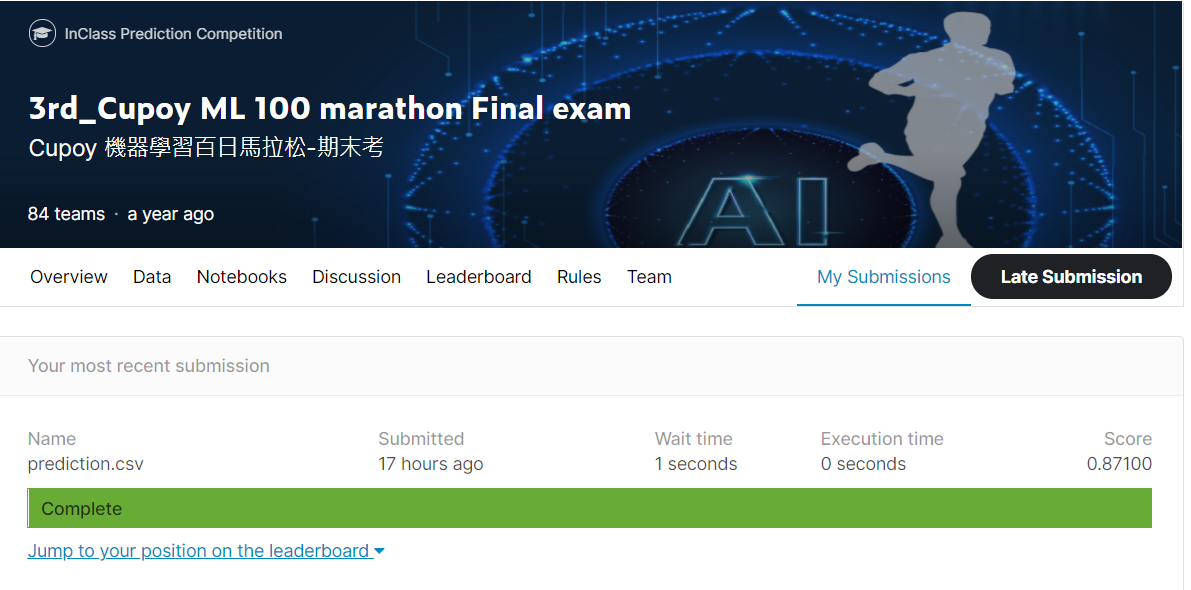 InClass Prediction Competition
3rd_Cupoy ML 100 marathon Final exam
Cupoy 機器學習百日馬拉松-期末考
84 teams · a year ago
AI
Overview Data Notebooks Discussion Leaderboard Rules Team My Submissions Late Submission
Your most recent submission
Name Submitted Wait time Execution time Score
prediction.csv 17 hours ago 1 seconds 0 seconds 0.87100
Complete
Jump to your position on the leaderboard